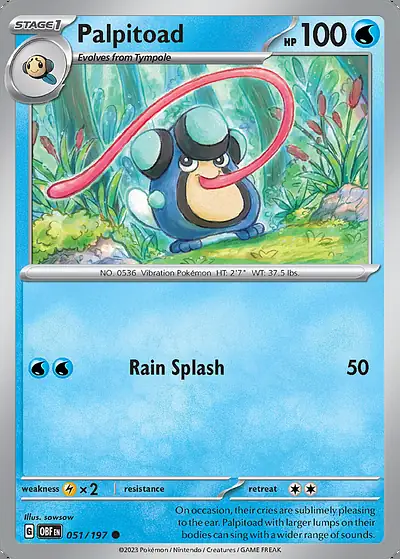 STAGE1
Palpitoad
HP 100
Evolves from Tympole
NO. 0536 Vibration Pokémon HT: 2'7" WT: 37.5 lbs.
Rain Splash 50
weakness ×2 resistance retreat
Illus. sowsow
G OBF EN 051/197
On occasion, their cries are sublimely pleasing
to the ear. Palpitoad with larger lumps on their
bodies can sing with a wider range of sounds.
©2023 Pokémon / Nintendo / Creatures / GAME FREAK